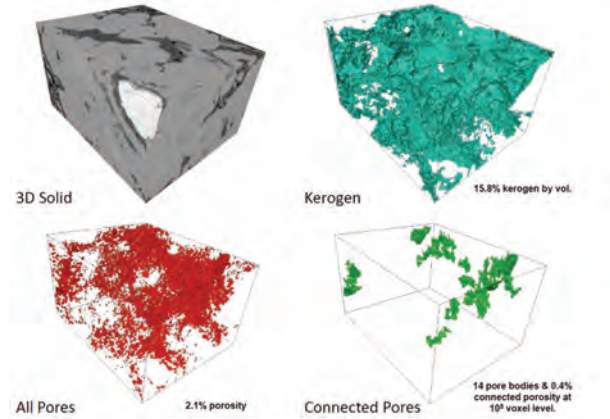 3D Solid
Kerogen
15.8% kerogen by vol.
All Pores
2.1% porosity
Connected Pores
14 pore bodies & 0.4%
connected porosity at
10⁸ voxel level.